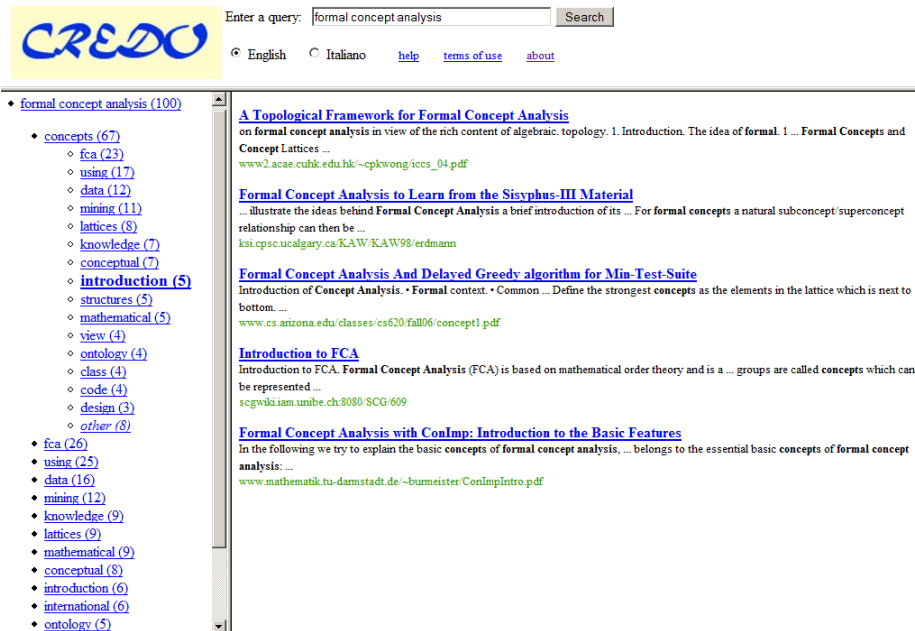 CREDO
Enter a query: formal concept analysis Search
English Italiano help terms of use about
formal concept analysis (100)
concepts (67)
fca (23)
using (17)
data (12)
mining (11)
lattices (8)
knowledge (7)
conceptual (7)
introduction (5)
structures (5)
mathematical (5)
view (4)
ontology (4)
class (4)
code (4)
design (3)
other (8)
fca (26)
using (25)
data (16)
mining (12)
knowledge (9)
lattices (9)
mathematical (9)
conceptual (8)
introduction (6)
international (6)
ontology (5)
A Topological Framework for Formal Concept Analysis
on formal concept analysis in view of the rich content of algebraic. topology. 1. Introduction. The idea of formal. 1 ... Formal Concepts and
Concept Lattices ...
www2.acae.cuhk.edu.hk/~cpkwong/iccs_04.pdf
Formal Concept Analysis to Learn from the Sisyphus-III Material
... illustrate the ideas behind Formal Concept Analysis a brief introduction of its ... For formal concepts a natural subconcept/superconcept
relationship can then be ...
ksi.cpsc.ucalgary.ca/KAW/KAW98/erdmann
Formal Concept Analysis And Delayed Greedy algorithm for Min-Test-Suite
Introduction of Concept Analysis. • Formal context. • Common ... Define the strongest concepts as the elements in the lattice which is next to
bottom. ...
www.cs.arizona.edu/classes/cs620/fall06/concept1.pdf
Introduction to FCA
Introduction to FCA. Formal Concept Analysis (FCA) is based on mathematical order theory and is a ... groups are called concepts which can
be represented ...
scgwiki.iam.unibe.ch:8080/SCG/609
Formal Concept Analysis with ConImp: Introduction to the Basic Features
In the following we try to explain the basic concepts of formal concept analysis, ... belongs to the essential basic concepts of formal concept
analysis: ...
www.mathematik.tu-darmstadt.de/~burmeister/ConImpIntro.pdf